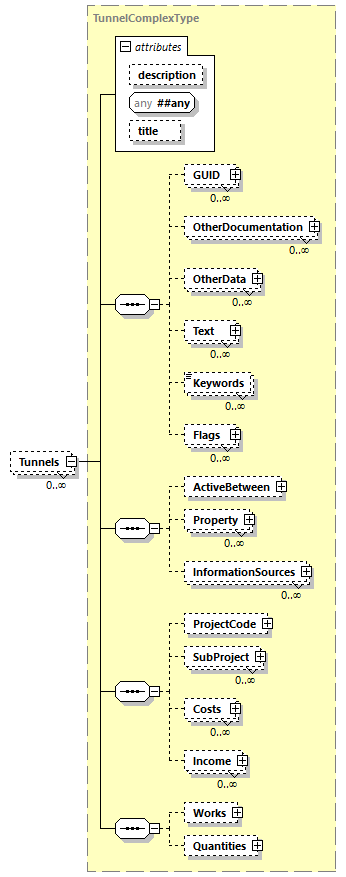 TunnelComplexType
attributes
description
any ##any
title
GUID
0..∞
OtherDocumentation
0..∞
OtherData
0..∞
Text
0..∞
Keywords
0..∞
Flags
0..∞
Tunnels
0..∞
ActiveBetween
Property
0..∞
InformationSources
0..∞
ProjectCode
SubProject
0..∞
Costs
0..∞
Income
0..∞
Works
Quantities